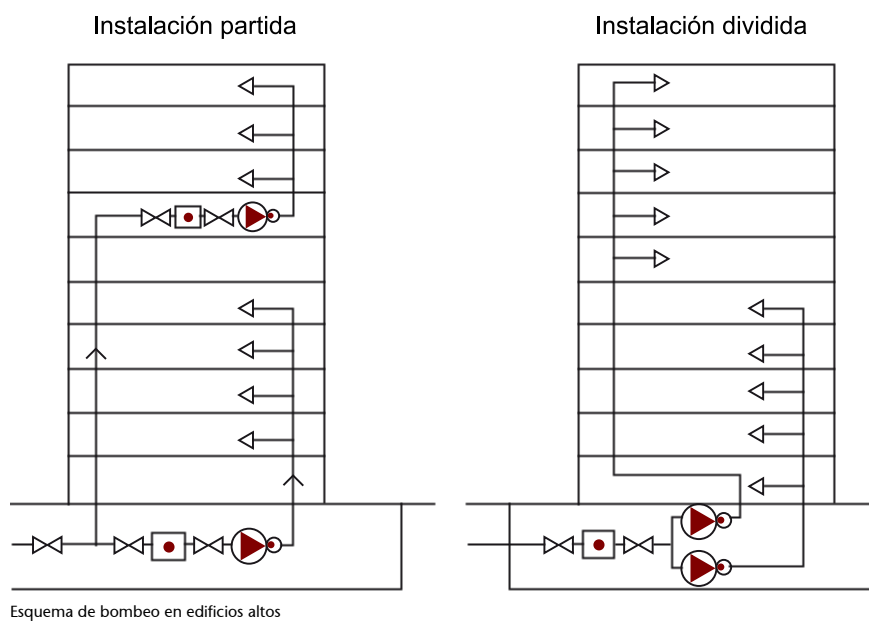 Instalación partida
Instalación dividida
Esquema de bombeo en edificios altos